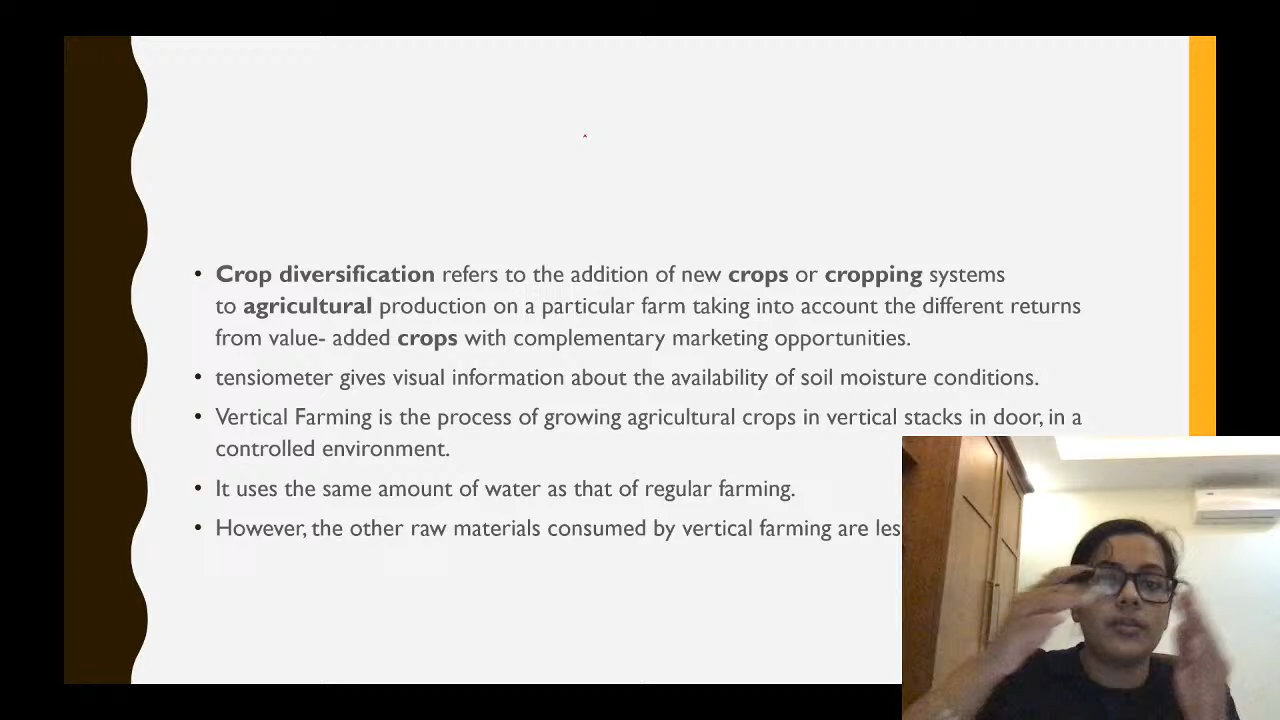 Crop diversification refers to the addition of new crops or cropping systems
to agricultural production on a particular farm taking into account the different returns
from value- added crops with complementary marketing opportunities.
tensiometer gives visual information about the availability of soil moisture conditions.
Vertical Farming is the process of growing agricultural crops in vertical stacks in door, in a
controlled environment.
It uses the same amount of water as that of regular farming.
However, the other raw materials consumed by vertical farming are